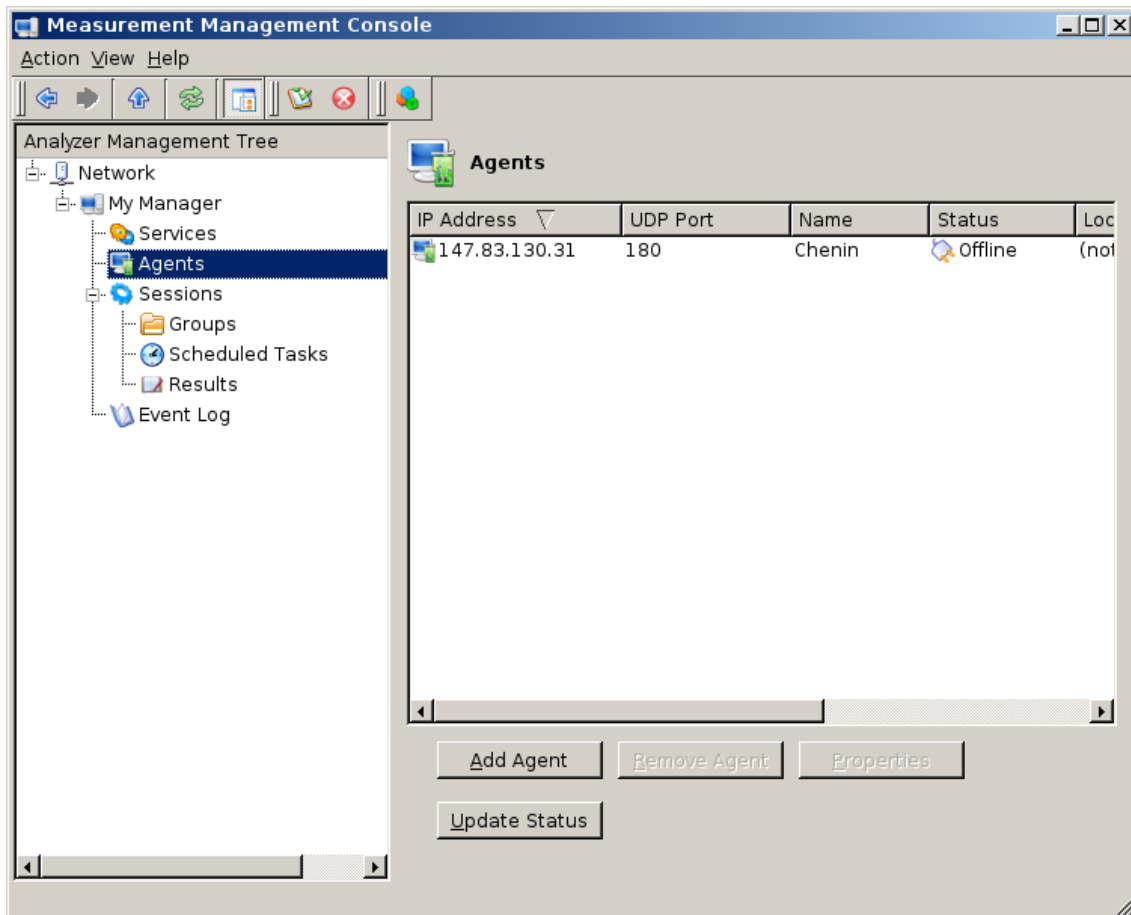 Measurement Management Console
Action View Help
Analyzer Management Tree
Network
My Manager
Services
Agents
Sessions
Groups
Scheduled Tasks
Results
Event Log
Agents
IP Address UDP Port Name Status Loc
147.83.130.31 180 Chenin Offline (not
Add Agent Remove Agent Properties
Update Status